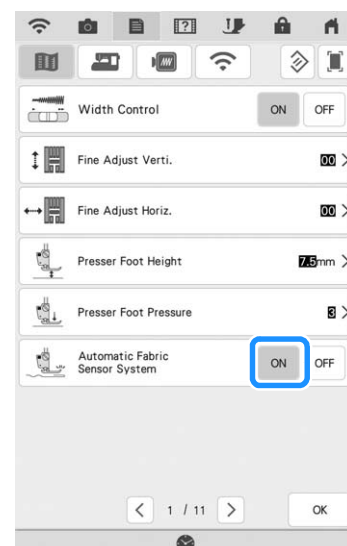 Width Control ON OFF
Fine Adjust Verti. 00
Fine Adjust Horiz. 00
Presser Foot Height 7.5mm
Presser Foot Pressure 3
Automatic Fabric
Sensor System ON OFF
1 / 11 OK